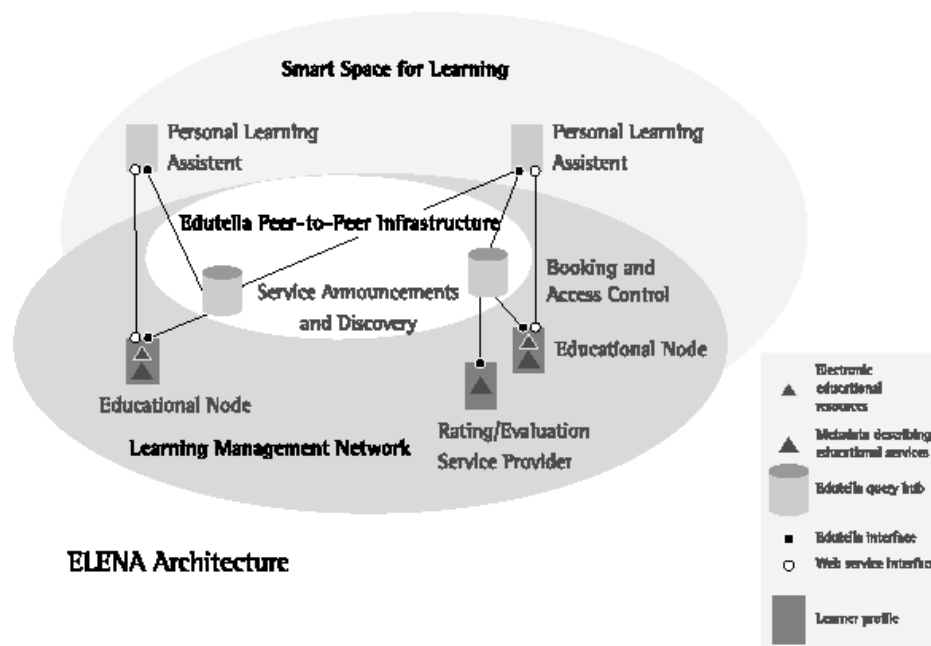 Smart Space for Learning
Personal Learning
Assistent
Personal Learning
Assistent
Edutella Peer-to-Peer Infrastructure
Service Announcements
and Discovery
Booking and
Access Control
Educational Node
Educational Node
Rating/Evaluation
Service Provider
Learning Management Network
ELENA Architecture
Electronic
educational
resources
Metadata describing
educational services
Edutella query hub
Edutella interface
Web service interface
Learner profile